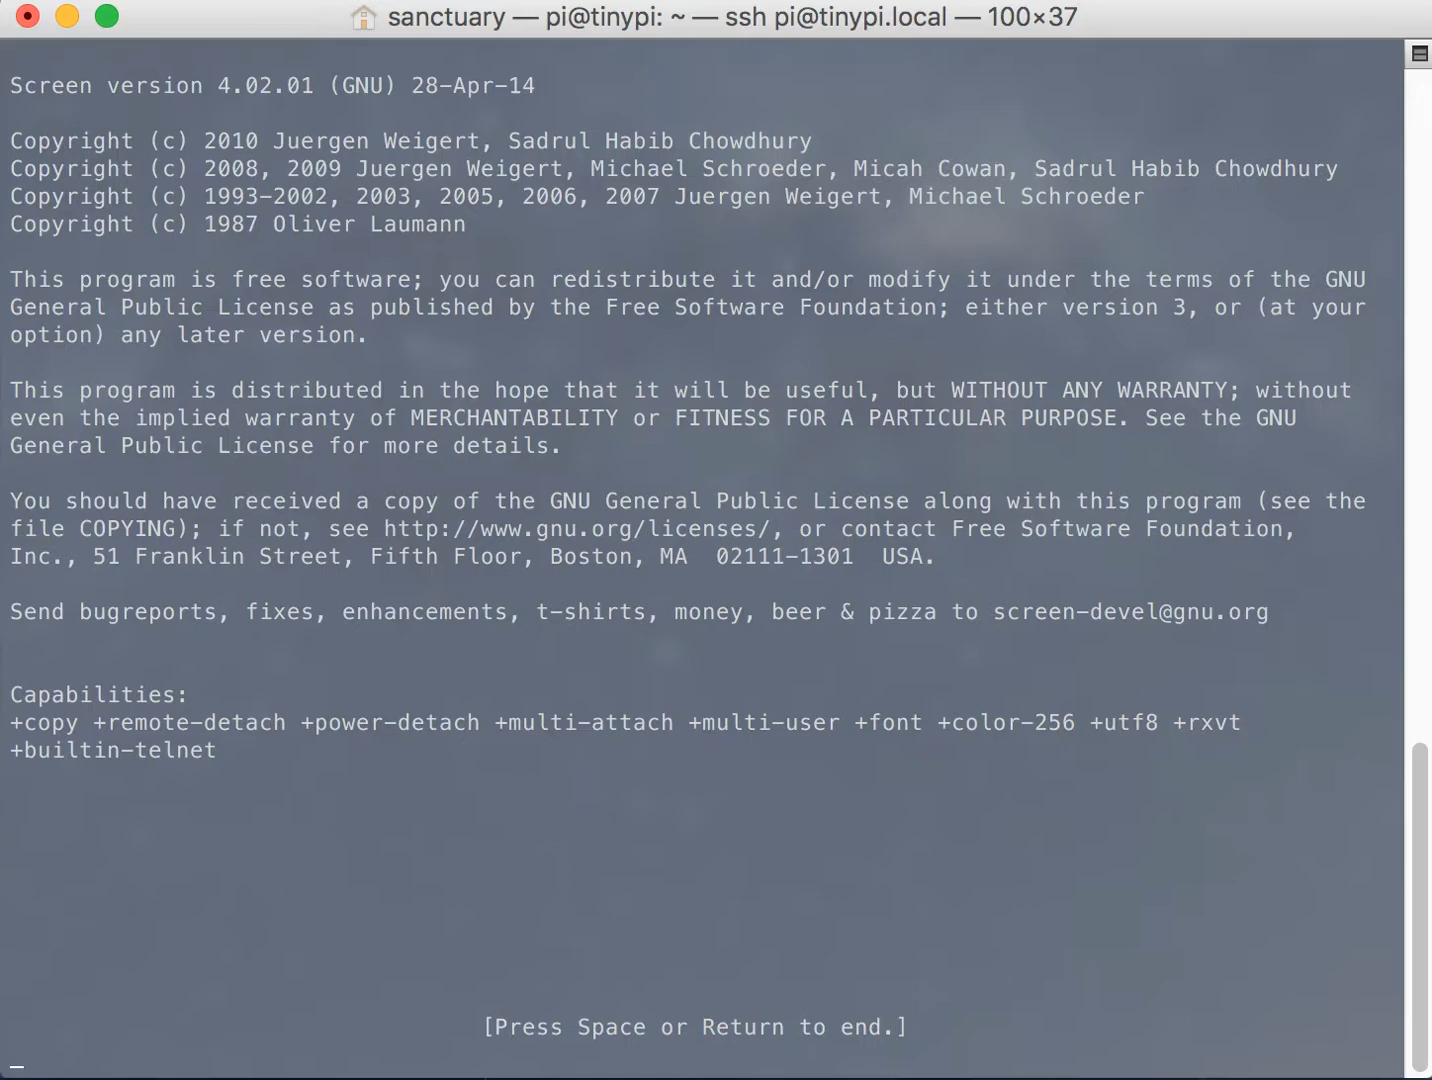 sanctuary — pi@tinypi: ~ — ssh pi@tinypi.local — 100×37
Screen version 4.02.01 (GNU) 28-Apr-14
Copyright (c) 2010 Juergen Weigert, Sadrul Habib Chowdhury
Copyright (c) 2008, 2009 Juergen Weigert, Michael Schroeder, Micah Cowan, Sadrul Habib Chowdhury
Copyright (c) 1993-2002, 2003, 2005, 2006, 2007 Juergen Weigert, Michael Schroeder
Copyright (c) 1987 Oliver Laumann
This program is free software; you can redistribute it and/or modify it under the terms of the GNU
General Public License as published by the Free Software Foundation; either version 3, or (at your
option) any later version.
This program is distributed in the hope that it will be useful, but WITHOUT ANY WARRANTY; without
even the implied warranty of MERCHANTABILITY or FITNESS FOR A PARTICULAR PURPOSE. See the GNU
General Public License for more details.
You should have received a copy of the GNU General Public License along with this program (see the
file COPYING); if not, see http://www.gnu.org/licenses/, or contact Free Software Foundation,
Inc., 51 Franklin Street, Fifth Floor, Boston, MA  02111-1301  USA.
Send bugreports, fixes, enhancements, t-shirts, money, beer & pizza to screen-devel@gnu.org
Capabilities:
+copy +remote-detach +power-detach +multi-attach +multi-user +font +color-256 +utf8 +rxvt
+builtin-telnet
[Press Space or Return to end.]